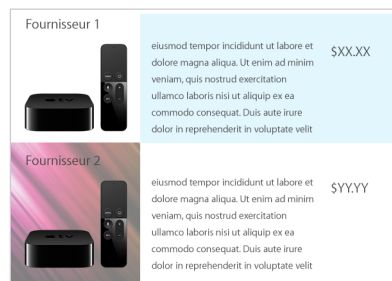 Fournisseur 1
eiusmod tempor incididunt ut labore et
dolore magna aliqua. Ut enim ad minim
veniam, quis nostrud exercitation
ullamco laboris nisi ut aliquip ex ea
commodo consequat. Duis aute irure
dolor in reprehenderit in voluptate velit
$XX.XX
tv
Fournisseur 2
eiusmod tempor incididunt ut labore et
dolore magna aliqua. Ut enim ad minim
veniam, quis nostrud exercitation
ullamco laboris nisi ut aliquip ex ea
commodo consequat. Duis aute irure
dolor in reprehenderit in voluptate velit
$YY.YY
tv